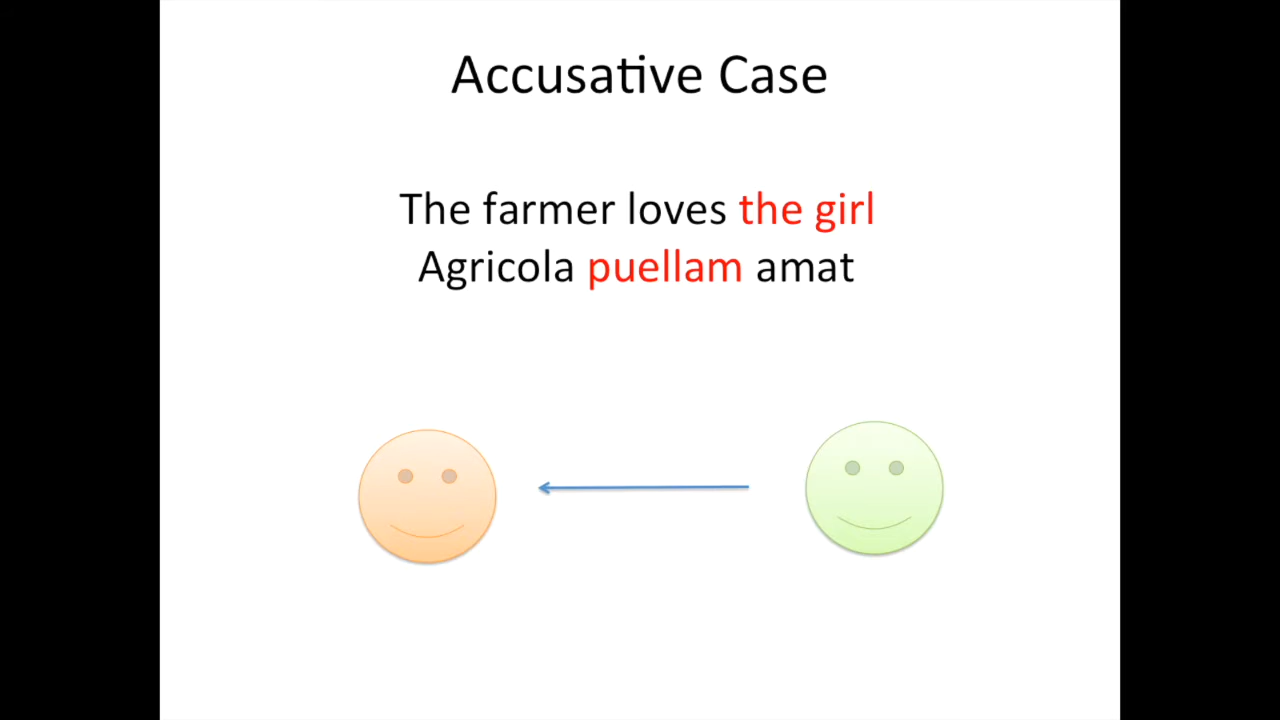 Accusative Case
The farmer loves the girl
Agricola puellam amat